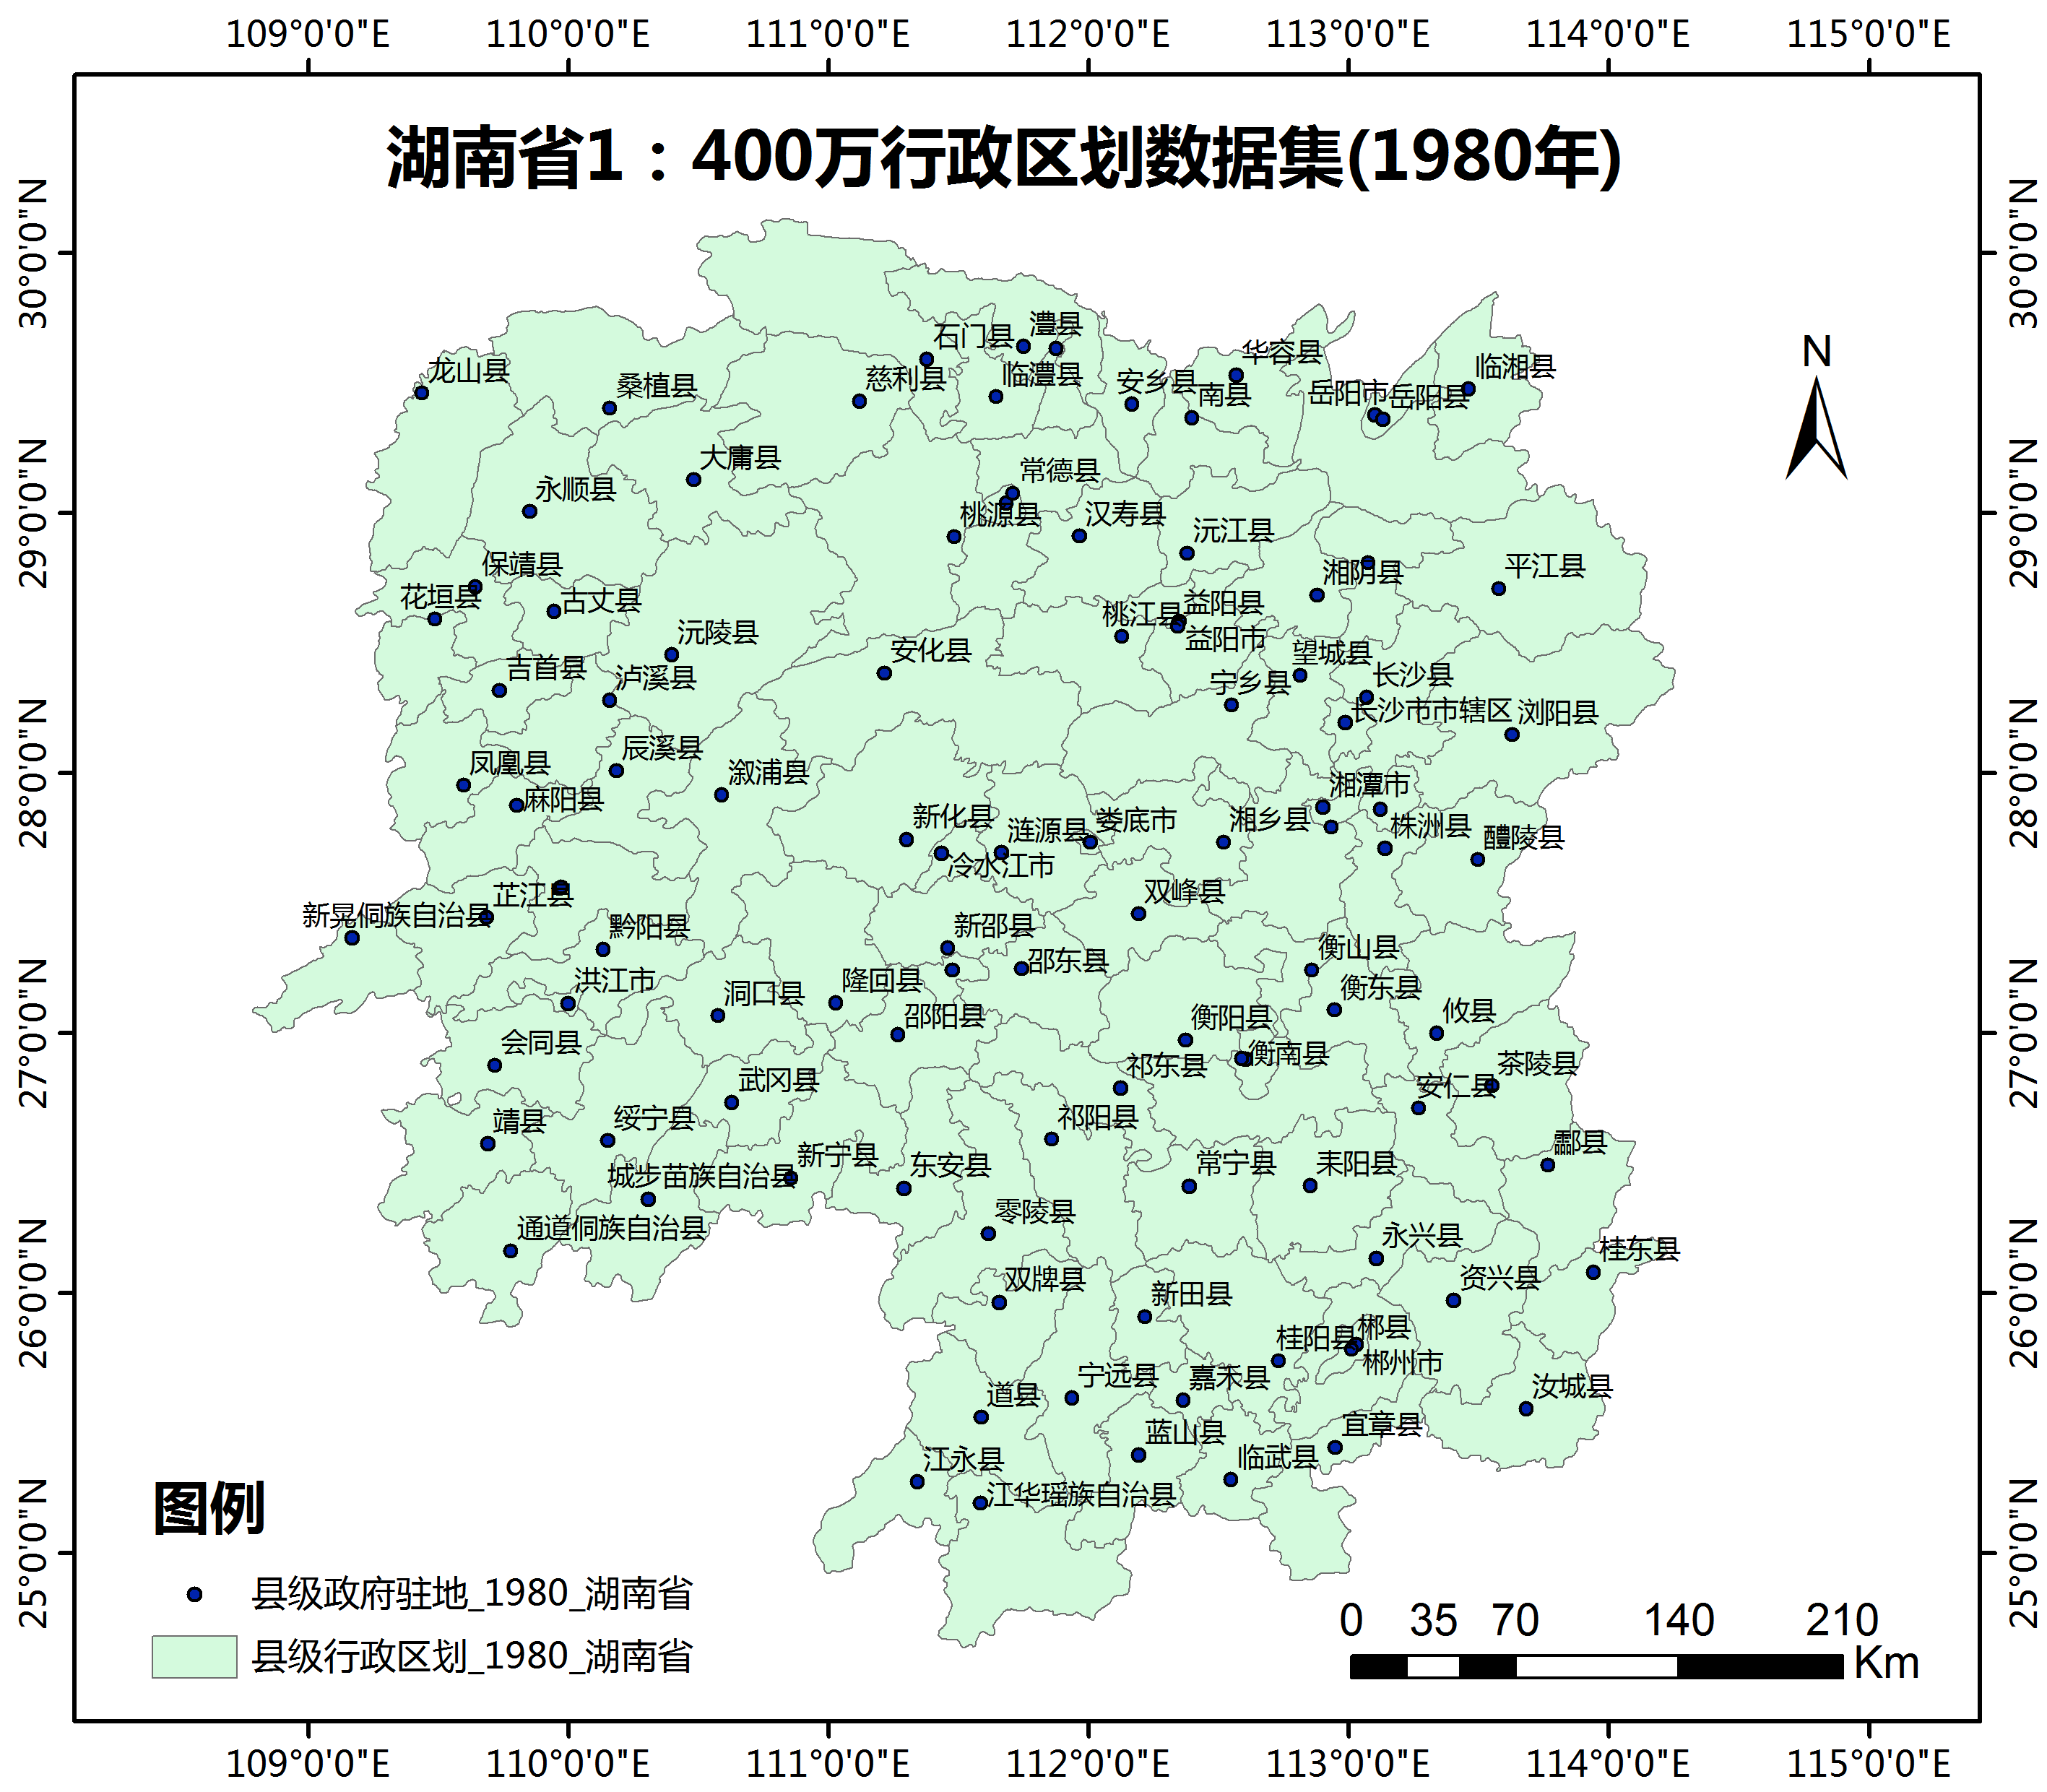 109°0'0"E 110°0'0"E 111°0'0"E 112°0'0"E 113°0'0"E 114°0'0"E 115°0'0"E
湖南省1：400万行政区划数据集(1980年)
30°0'0"N
30°0'0"N
N
石门县
澧县
华容县
龙山县
慈利县
临澧县
安乡县
南县
岳阳市
岳阳县
临湘县
桑植县
大庸县
常德县
永顺县
桃源县
汉寿县
沅江县
29°0'0"N
29°0'0"N
保靖县
花垣县
古丈县
湘阴县
平江县
沅陵县
安化县
桃江县
益阳县
益阳市
望城县
吉首县
泸溪县
宁乡县
长沙县
长沙市市辖区
浏阳县
辰溪县
凤凰县
溆浦县
麻阳县
28°0'0"N
28°0'0"N
湘潭市
新化县
涟源县
娄底市
湘乡县
株洲县
醴陵县
冷水江市
芷江县
双峰县
新晃侗族自治县
黔阳县
新邵县
衡山县
邵东县
洪江市
洞口县
隆回县
衡东县
邵阳县
衡阳县
攸县
27°0'0"N
27°0'0"N
会同县
衡南县
祁东县
茶陵县
武冈县
安仁县
靖县
绥宁县
祁阳县
酃县
新宁县
东安县
常宁县
耒阳县
城步苗族自治县
零陵县
通道侗族自治县
永兴县
桂东县
26°0'0"N
26°0'0"N
双牌县
新田县
资兴县
桂阳县
郴县
郴州市
宁远县
嘉禾县
道县
汝城县
蓝山县
宜章县
江永县
临武县
江华瑶族自治县
25°0'0"N
25°0'0"N
图例
县级政府驻地_1980_湖南省
县级行政区划_1980_湖南省
0 35 70 140 210
Km
109°0'0"E 110°0'0"E 111°0'0"E 112°0'0"E 113°0'0"E 114°0'0"E 115°0'0"E